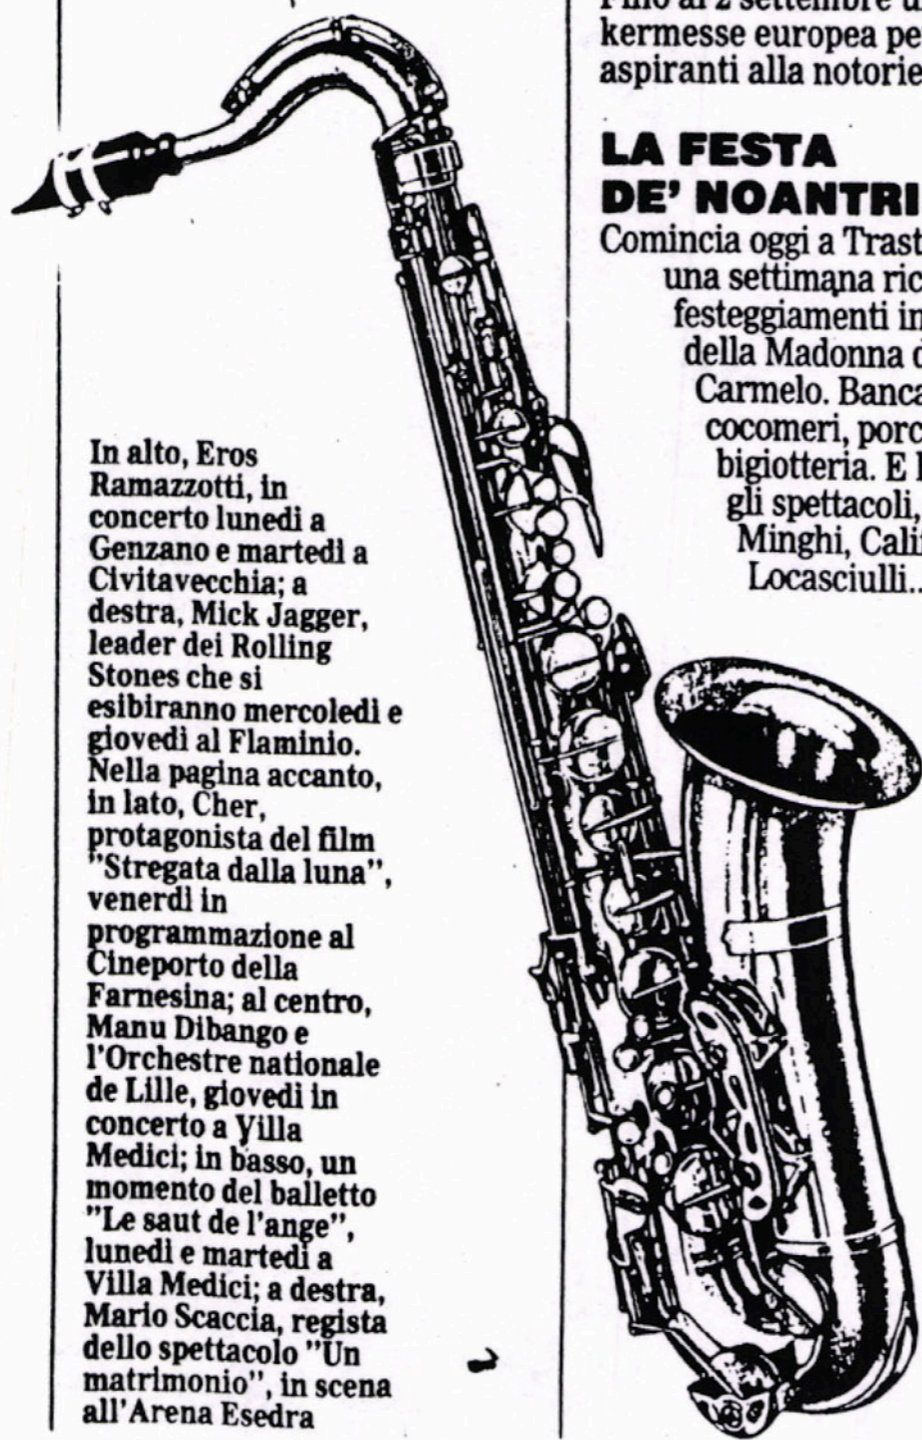 In alto, Eros
Ramazzotti, in
concerto lunedì a
Genzano e martedì a
Civitavecchia; a
destra, Mick Jagger,
leader dei Rolling
Stones che si
esibiranno mercoledì e
giovedì al Flaminio.
Nella pagina accanto,
in lato, Cher,
protagonista del film
"Stregata dalla luna",
venerdì in
programmazione al
Cineporto della
Farnesina; al centro,
Manu Dibango e
l'Orchestre nationale
de Lille, giovedì in
concerto a Villa
Medici; in basso, un
momento del balletto
"Le saut de l'ange",
lunedì e martedì a
Villa Medici; a destra,
Mario Scaccia, regista
dello spettacolo "Un
matrimonio", in scena
all'Arena Esedra
Fino al 2 settembre
kermesse europea pe
aspiranti alla notorie
LA FESTA
DE' NOANTRI
Comincia oggi a Trast
una settimana ric
festeggiamenti in
della Madonna d
Carmelo. Banca
cocomeri, porc
bigiotteria. E
gli spettacoli,
Minghi, Calif
Locasciulli..